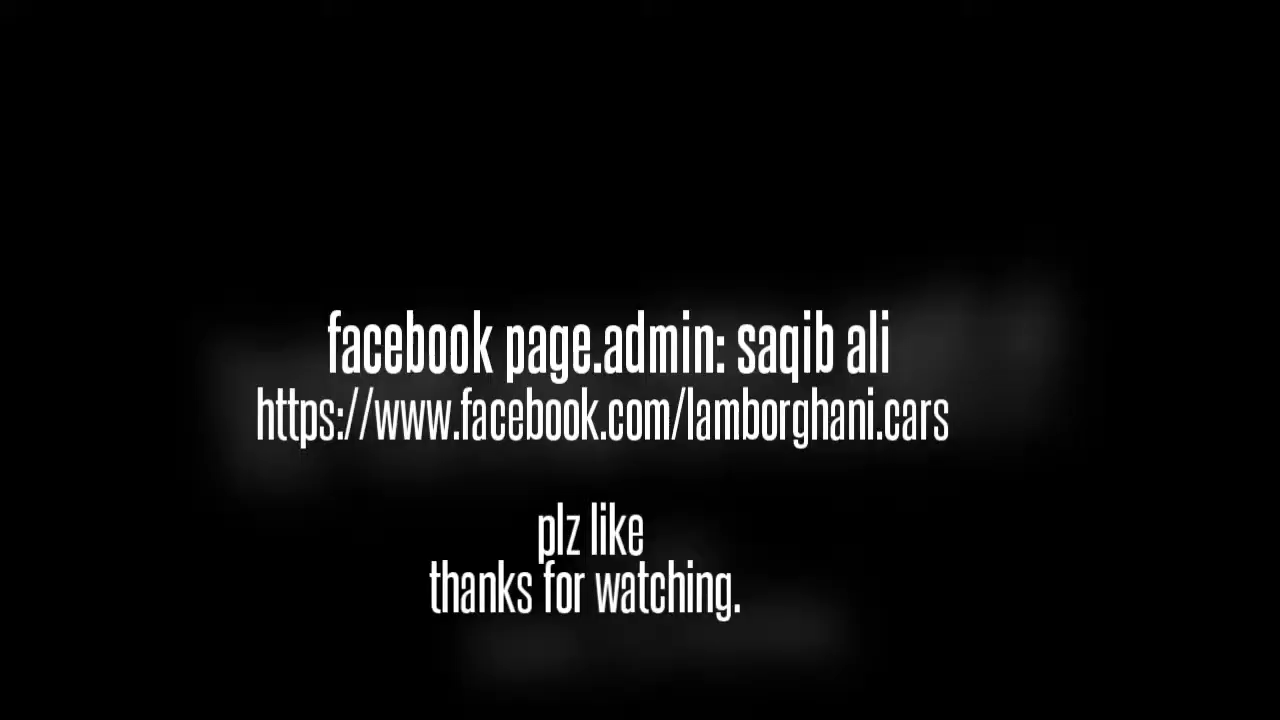 facebook page.admin: saqib ali
https://www.facebook.com/lamborghani.cars
plz like
thanks for watching.